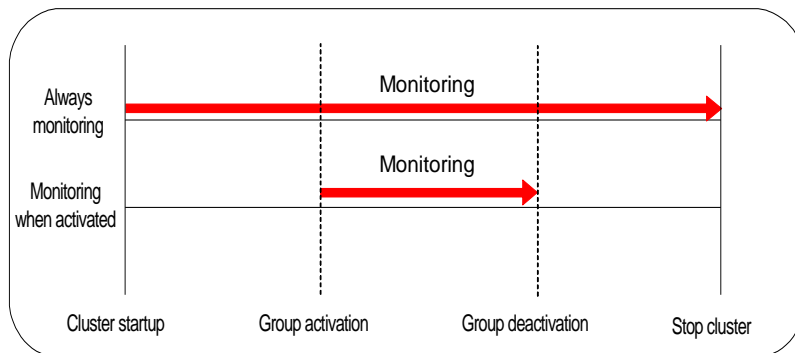 Monitoring
Always
monitoring
Monitoring
Monitoring
when activated
Cluster startup
Group activation
Group deactivation
Stop cluster